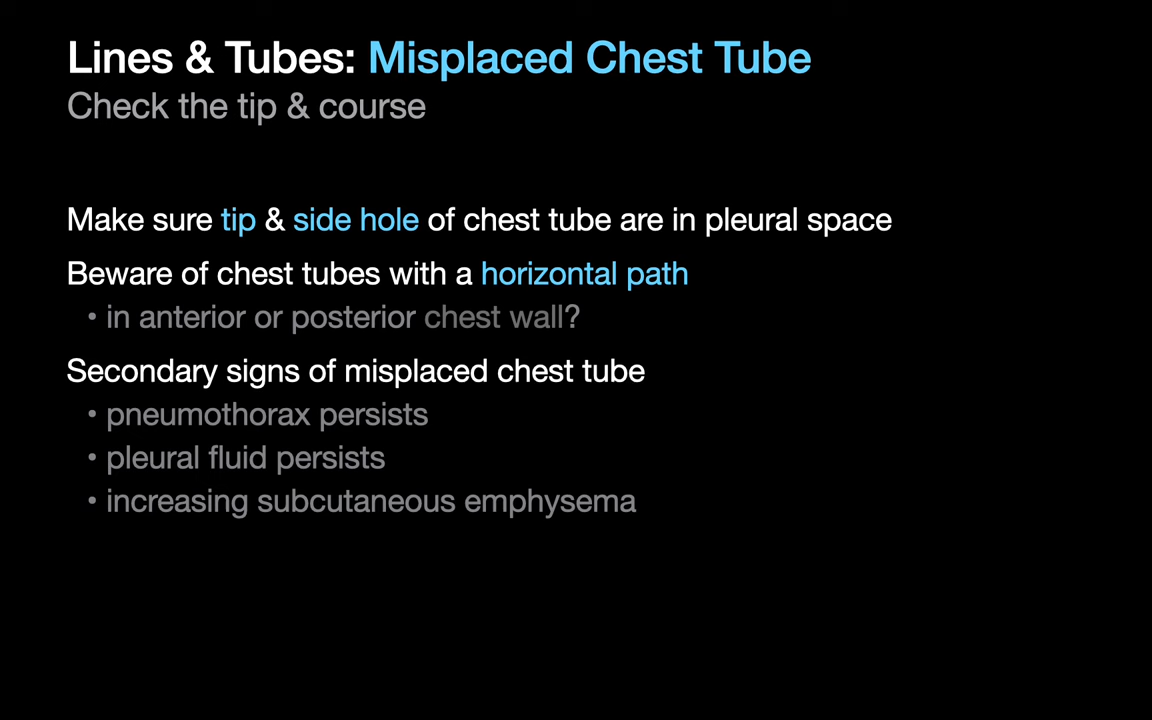 Lines & Tubes: Misplaced Chest Tube
Check the tip & course
Make sure tip & side hole of chest tube are in pleural space
Beware of chest tubes with a horizontal path
• in anterior or posterior chest wall?
Secondary signs of misplaced chest tube
• pneumothorax persists
• pleural fluid persists
• increasing subcutaneous emphysema